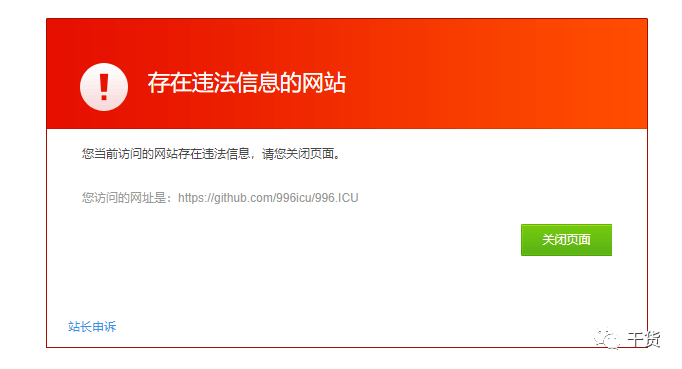 存在违法信息的网站
您当前访问的网站存在违法信息，请您关闭页面。
您访问的网址是：https://github.com/996icu/996.ICU
关闭页面
站长申诉
干货